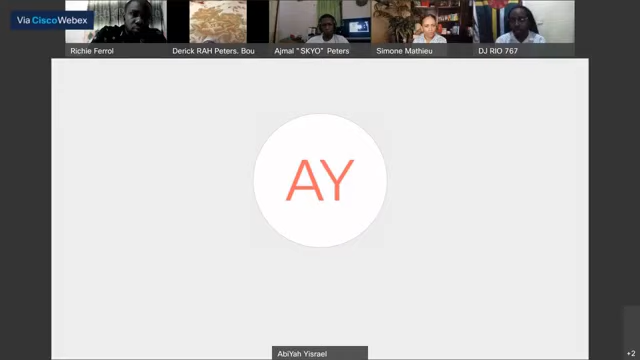 Via CiscoWebex
Richie Ferrol
Derick RAH Peters. Bou
Ajmal "SKYO" Peters
Simone Mathieu
DJ RIO 767
AY
AbiYah Yisrael
+2